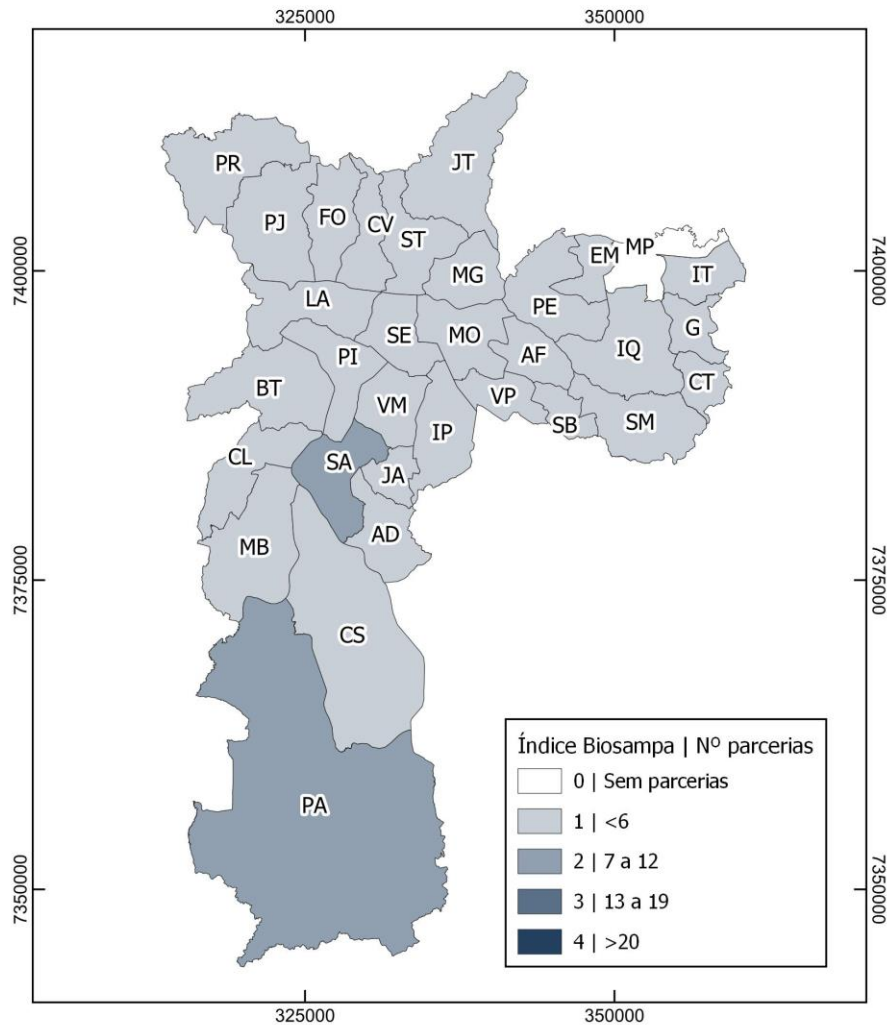 325000
350000
7400000
7400000
7375000
7375000
7350000
7350000
PR
JT
PJ
FO
CV
ST
MG
EM
MP
IT
LA
PE
SE
MO
G
PI
AF
IQ
BT
VM
VP
CT
IP
SB
SM
CL
SA
JA
AD
MB
CS
PA
Índice Biosampa | Nº parcerias
0 | Sem parcerias
1 | <6
2 | 7 a 12
3 | 13 a 19
4 | >20
325000
350000